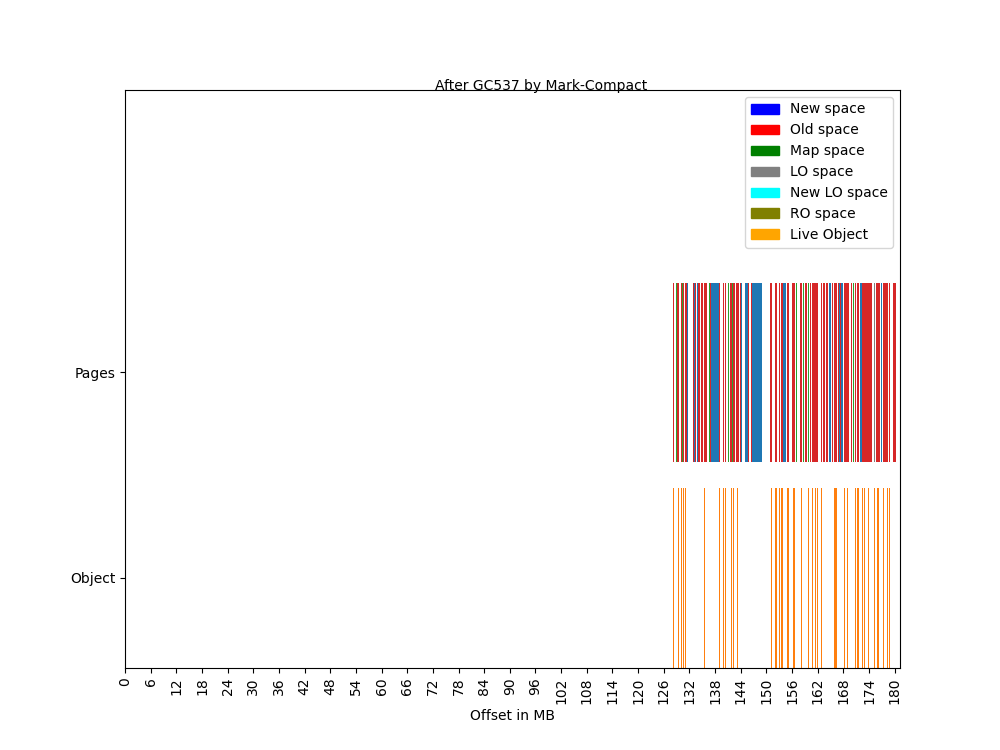 After GC537 by Mark-Compact
New space
Old space
Map space
LO space
New LO space
RO space
Live Object
Pages
Object
0 6 12 18 24 30 36 42 48 54 60 66 72 78 84 90 96 102 108 114 120 126 132 138 144 150 156 162 168 174 180
Offset in MB